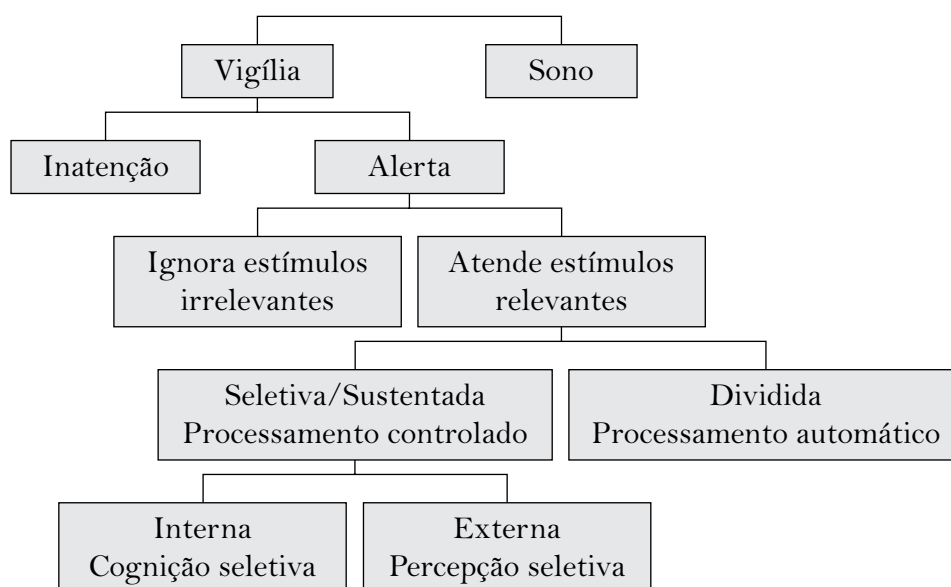 Vigília
Sono
Inatenção
Alerta
Ignora estímulos
irrelevantes
Atende estímulos
relevantes
Seletiva/Sustentada
Processamento controlado
Dividida
Processamento automático
Interna
Cognição seletiva
Externa
Percepção seletiva